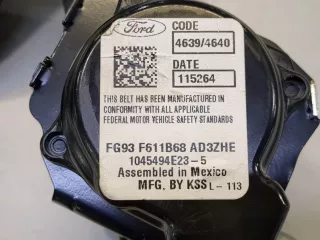 Ford
CODE
4639/4640
DATE
115264
THIS BELT HAS BEEN MANUFACTURED IN
CONFORMITY WITH ALL APPLICABLE
FEDERAL MOTOR VEHICLE SAFETY STANDARDS
FG93 F611B68 AD3ZHE
1045494E23-5
Assembled in Mexico
MFG. BY KSS L- 113